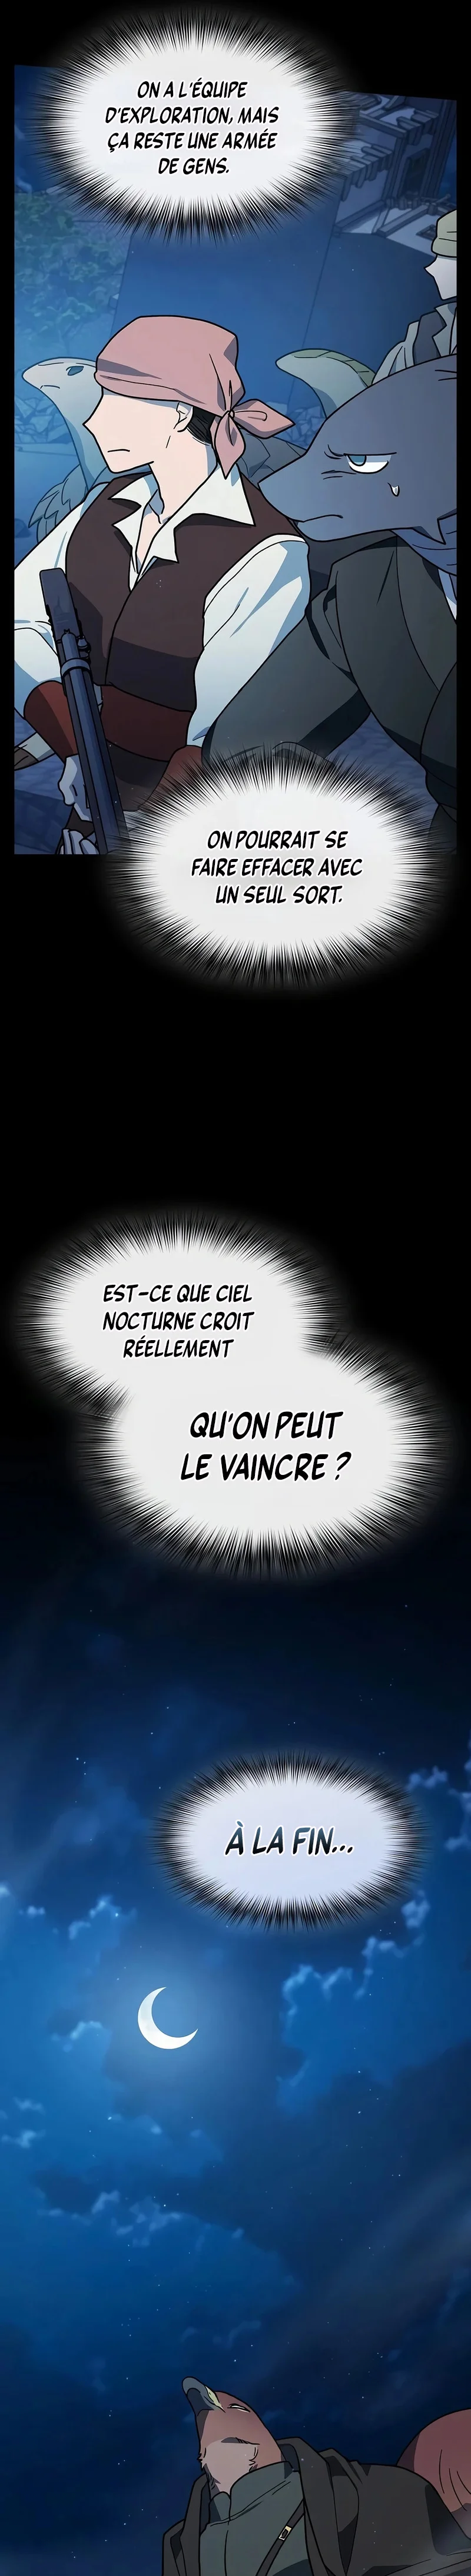 ON A L'ÉQUIPE
D'EXPLORATION, MAIS
ÇA RESTE UNE ARMÉE
DE GENS.
ON POURRAIT SE
FAIRE EFFACER AVEC
UN SEUL SORT.
EST-CE QUE CIEL
NOCTURNE CROIT
RÉELLEMENT
QU'ON PEUT
LE VAINCRE ?
À LA FIN...